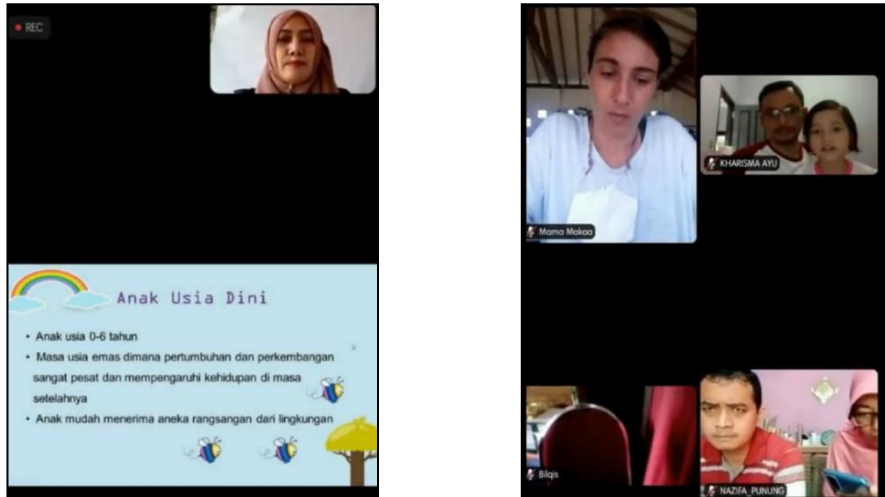 REC
Anak Usia Dini
• Anak usia 0-6 tahun
• Masa usia emas dimana pertumbuhan dan perkembangan
sangat pesat dan mempengaruhi kehidupan di masa
setelahnya
• Anak mudah menerima aneka rangsangan dari lingkungan
Mama Makaa
KHARISMA AYU
Bilqis
NAZIFA_PUNUNG